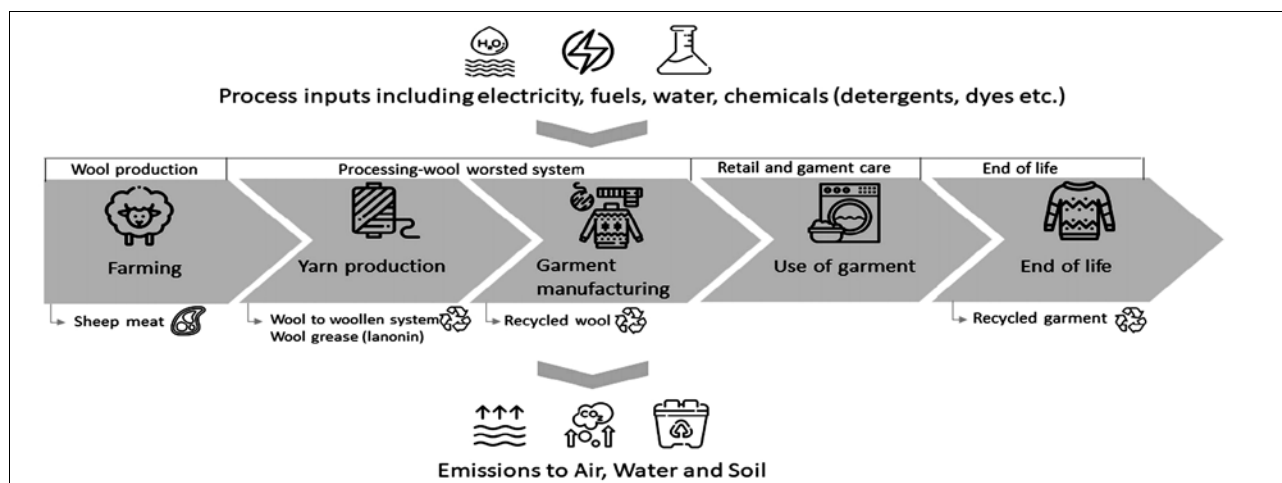 H₂O₂
Process inputs including electricity, fuels, water, chemicals (detergents, dyes etc.)
Wool production
Processing-wool worsted system
Retail and gament care
End of life
Farming
Yarn production
Garment
manufacturing
Use of garment
End of life
Sheep meat
Wool to woollen system
Wool grease (lanonin)
Recycled wool
Recycled garment
CO₂
Emissions to Air, Water and Soil